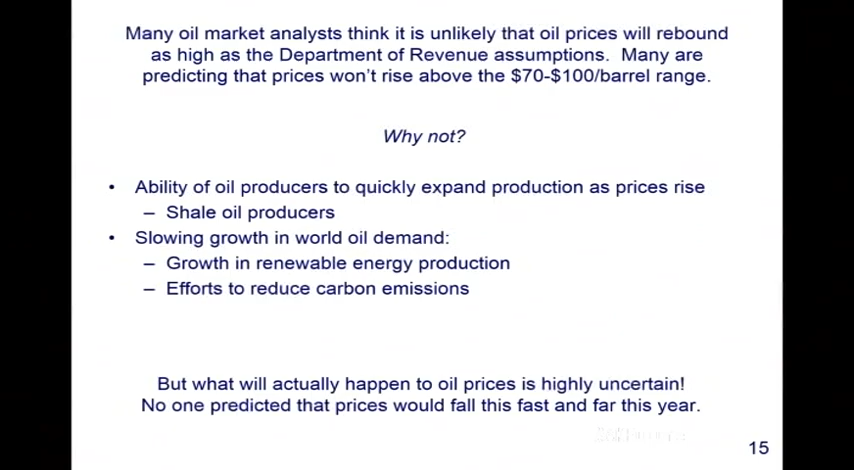 Many oil market analysts think it is unlikely that oil prices will rebound
as high as the Department of Revenue assumptions. Many are
predicting that prices won't rise above the $70-$100/barrel range.
Why not?
• Ability of oil producers to quickly expand production as prices rise
– Shale oil producers
• Slowing growth in world oil demand:
– Growth in renewable energy production
– Efforts to reduce carbon emissions
But what will actually happen to oil prices is highly uncertain!
No one predicted that prices would fall this fast and far this year.
15